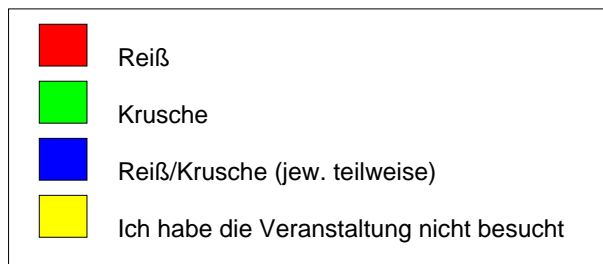 Reiß
Krusche
Reiß/Krusche (jew. teilweise)
Ich habe die Veranstaltung nicht besucht